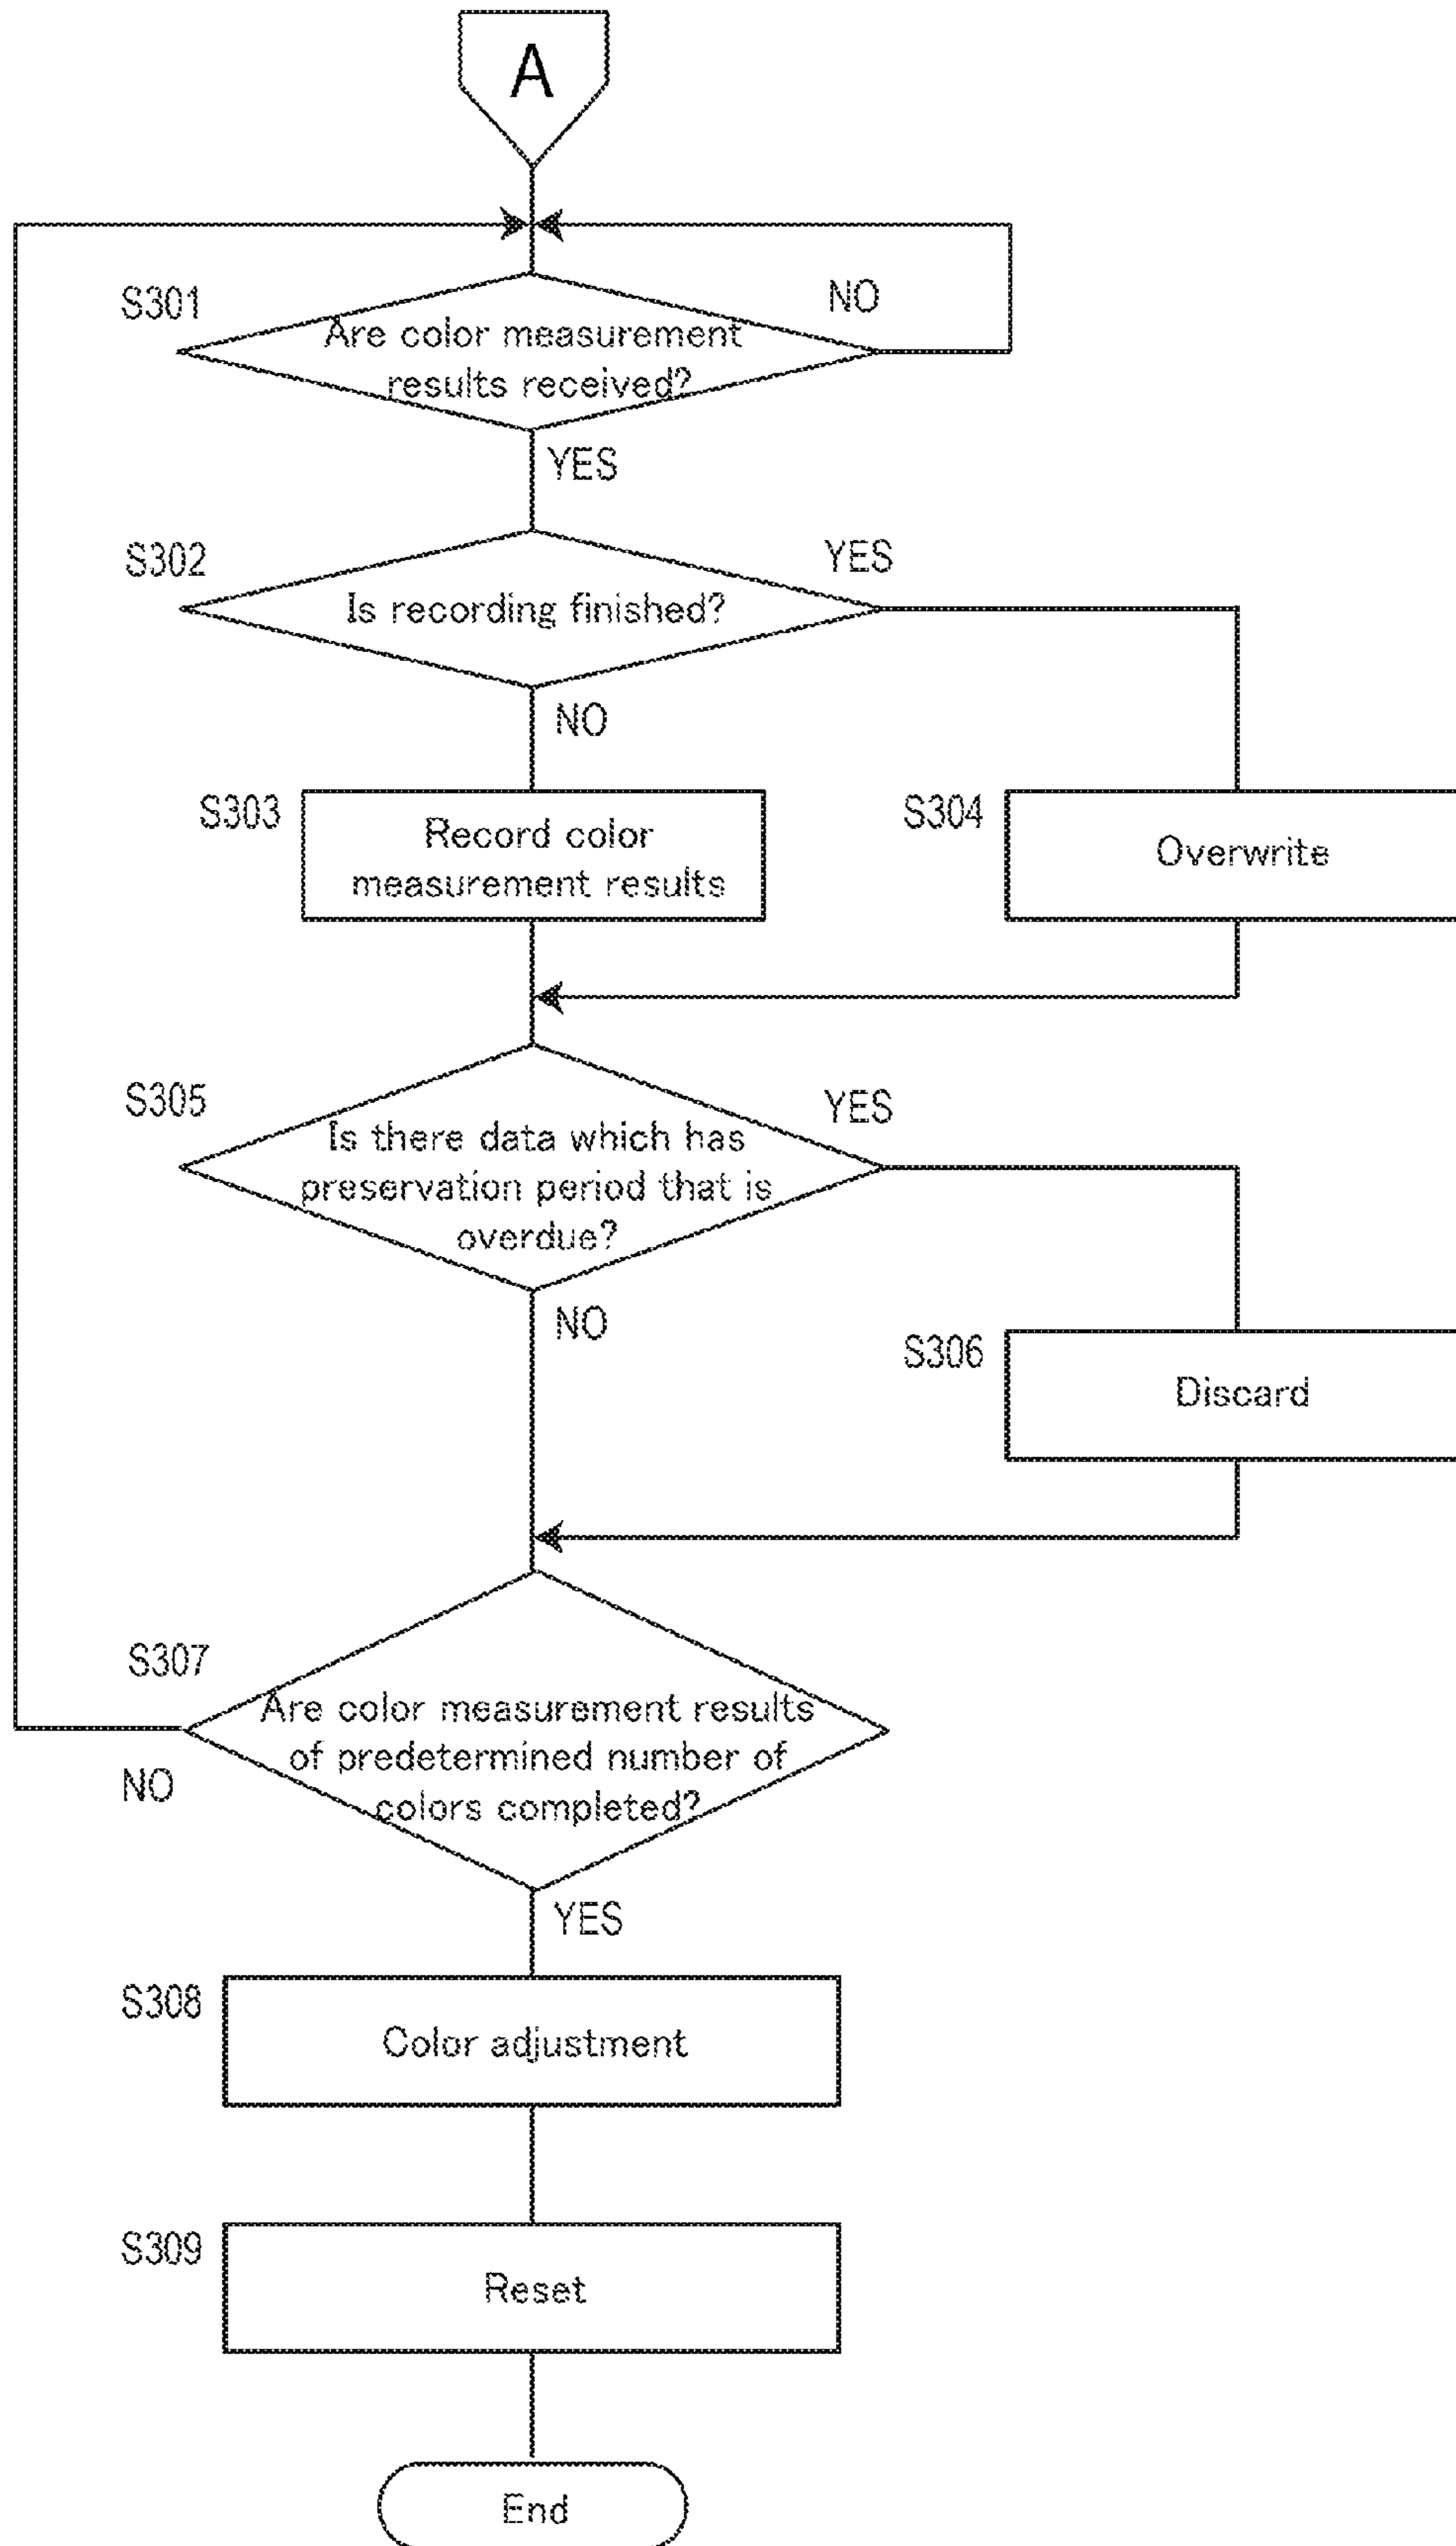 A
S301
NO
Are color measurement
results received?
YES
S302
YES
Is recording finished?
NO
S303
Record color
measurement results
S304
Overwrite
S305
YES
Is there data which has
preservation period that is
overdue?
NO
S306
Discard
S307
Are color measurement results
of predetermined number of
colors completed?
NO
YES
S308
Color adjustment
S309
Reset
End